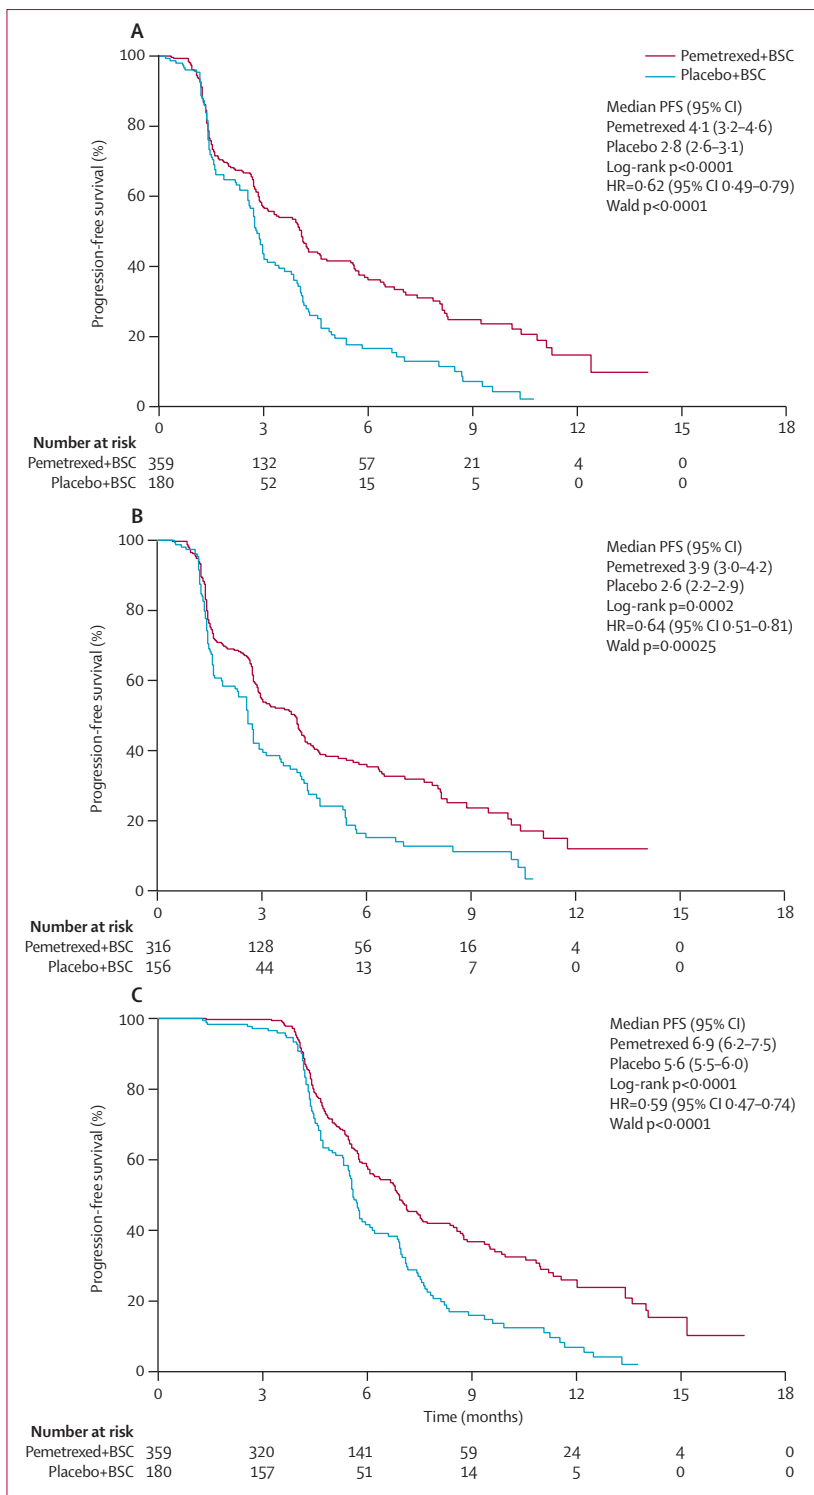 A
Pemetrexed+BSC
Placebo+BSC
Median PFS (95% CI)
Pemetrexed 4·1 (3·2–4·6)
Placebo 2·8 (2·6–3·1)
Log-rank p<0·0001
HR=0·62 (95% CI 0·49–0·79)
Wald p<0·0001
Progression-free survival (%)
100
80
60
40
20
0
0 3 6 9 12 15 18
Number at risk
Pemetrexed+BSC 359 132 57 21 4 0
Placebo+BSC 180 52 15 5 0 0
B
Median PFS (95% CI)
Pemetrexed 3·9 (3·0–4·2)
Placebo 2·6 (2·2–2·9)
Log-rank p=0·0002
HR=0·64 (95% CI 0·51–0·81)
Wald p=0·00025
Progression-free survival (%)
100
80
60
40
20
0
0 3 6 9 12 15 18
Number at risk
Pemetrexed+BSC 316 128 56 16 4 0
Placebo+BSC 156 44 13 7 0 0
C
Median PFS (95% CI)
Pemetrexed 6·9 (6·2–7·5)
Placebo 5·6 (5·5–6·0)
Log-rank p<0·0001
HR=0·59 (95% CI 0·47–0·74)
Wald p<0·0001
Progression-free survival (%)
100
80
60
40
20
0
0 3 6 9 12 15 18
Time (months)
Number at risk
Pemetrexed+BSC 359 320 141 59 24 4 0
Placebo+BSC 180 157 51 14 5 0 0